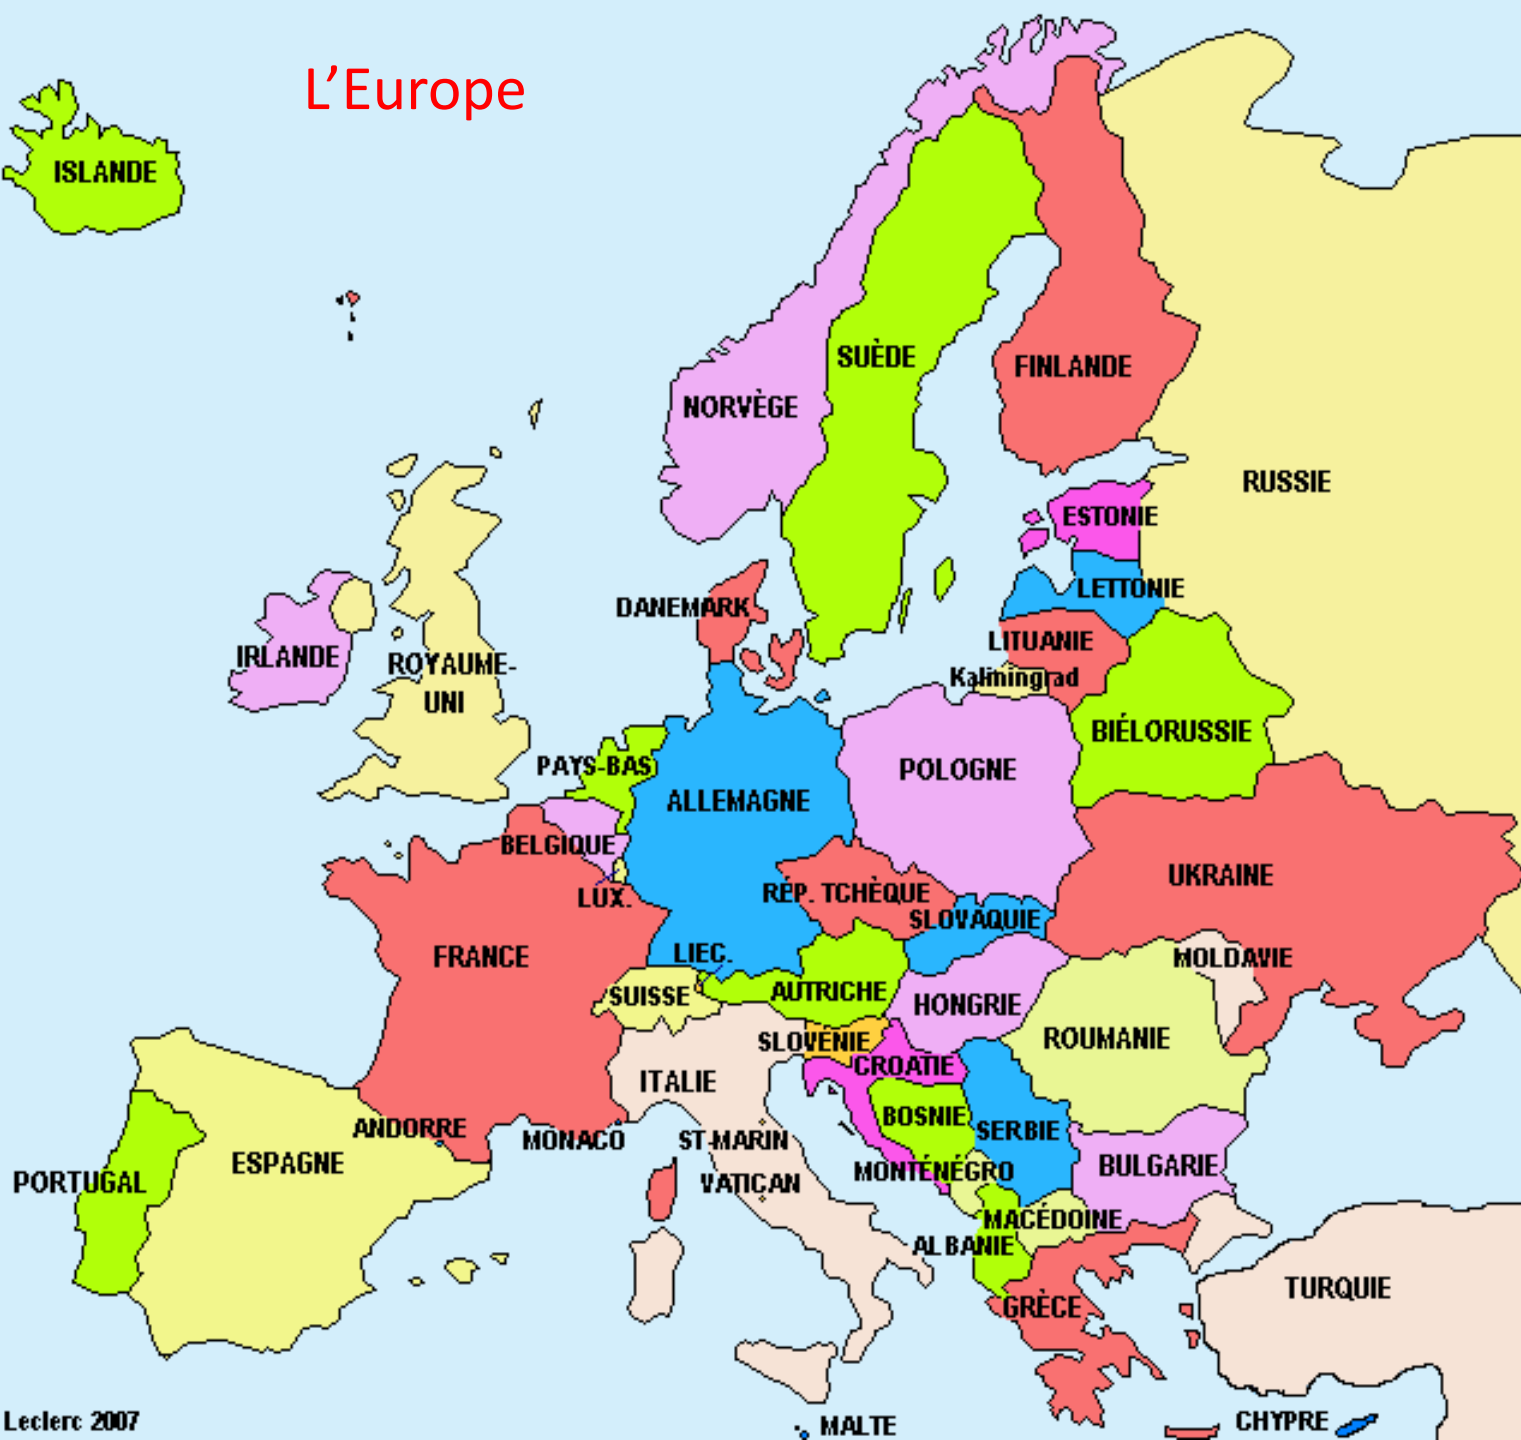 L’Europe
ISLANDE
SUÈDE
FINLANDE
NORVÈGE
RUSSIE
ESTONIE
LETTONIE
DANEMARK
LITUANIE
IRLANDE
ROYAUME-
UNI
Kaliningrad
BIÉLORUSSIE
PAYS-BAS
POLOGNE
ALLEMAGNE
BELGIQUE
UKRAINE
LUX.
RÉP. TCHÈQUE
SLOVAQUIE
FRANCE
LIEC.
MOLDAVIE
SUISSE
AUTRICHE
HONGRIE
ROUMANIE
SLOVÉNIE
CROATIE
ITALIE
BOSNIE
ANDORRE
MONACO
ST-MARIN
SERBIE
ESPAGNE
PORTUGAL
VATICAN
MONTÉNÉGRO
BULGARIE
MACÉDOINE
ALBANIE
TURQUIE
GRÈCE
Leclerc 2007
MALTE
CHYPRE